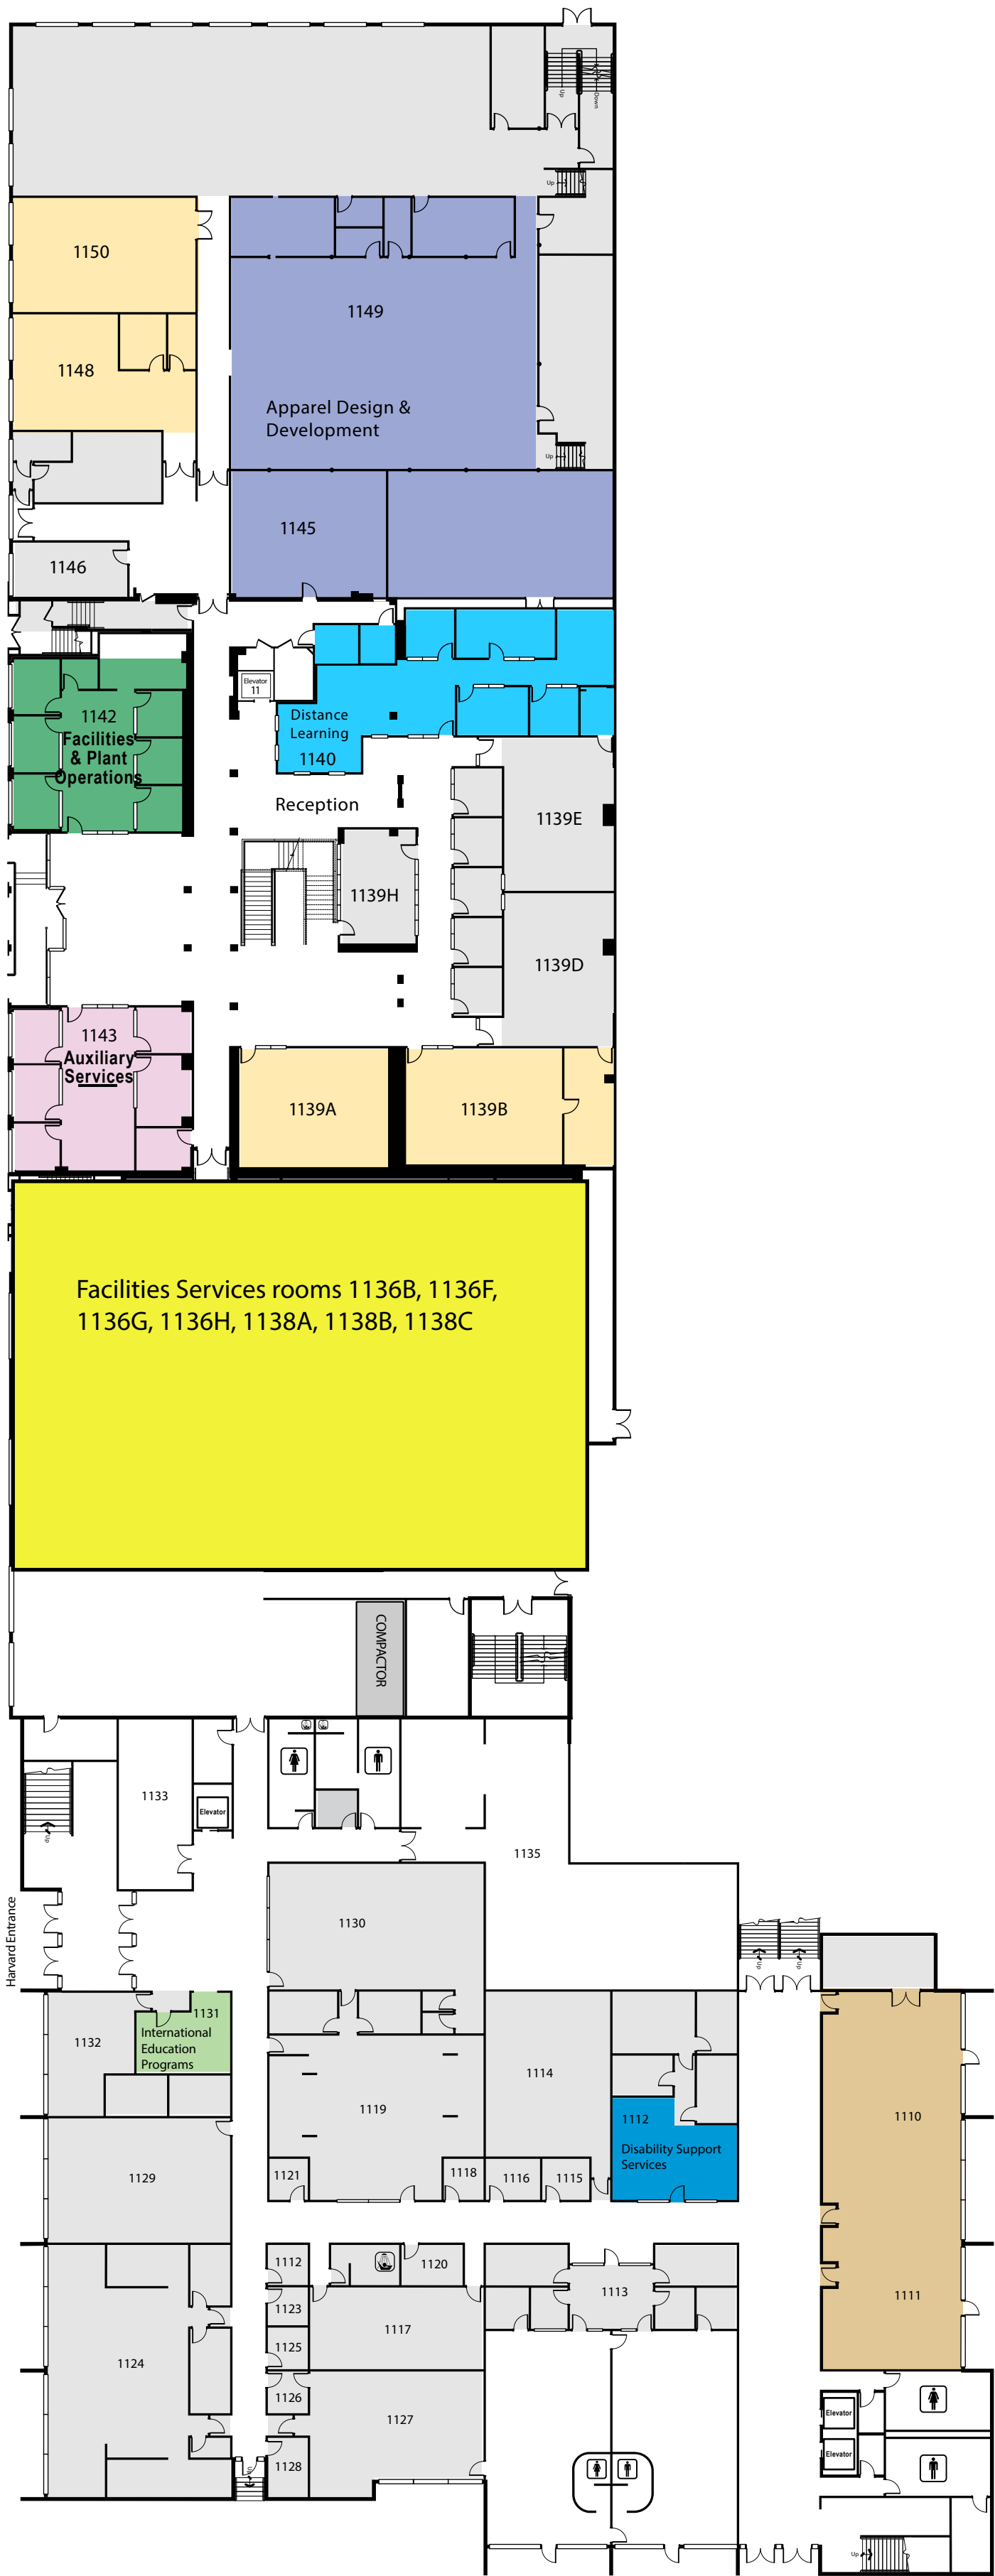 Up
Down
Up
1150
1149
1148
Apparel Design &
Development
Up
1145
1146
Elevator
11
1142
Facilities
& Plant
Operations
Distance
Learning
1140
Reception
1139E
1139H
1139D
1143
Auxiliary
Services
1139A
1139B
Facilities Services rooms 1136B, 1136F,
1136G, 1136H, 1138A, 1138B, 1138C
COMPACTOR
1133
Elevator
Up
1135
Harvard Entrance
1130
Up
Up
1131
International
Education
Programs
1132
1114
1119
1112
Disability Support
Services
1110
1129
1121
1118
1116
1115
1112
1120
1113
1111
1123
1117
1125
1124
1126
1127
1128
Up
Elevator
Elevator
Up